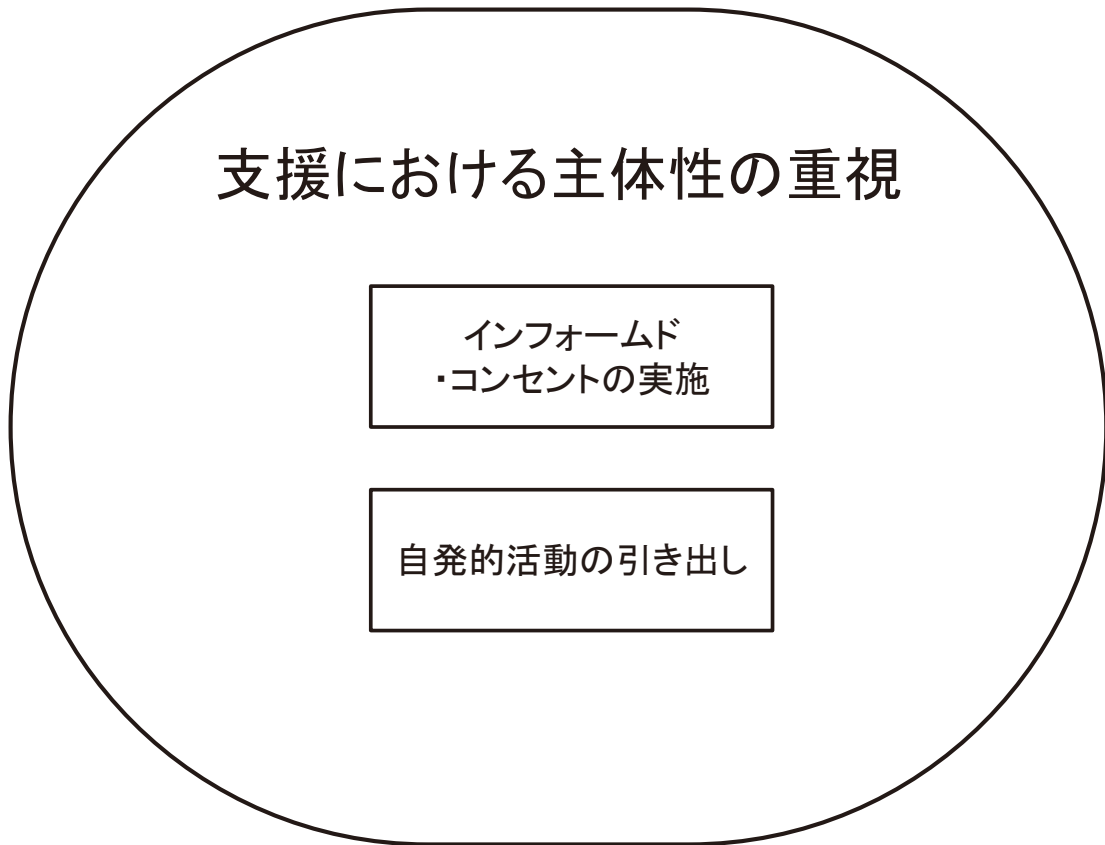 支援における主体性の重視
インフォームド
・コンセントの実施
自発的活動の引き出し